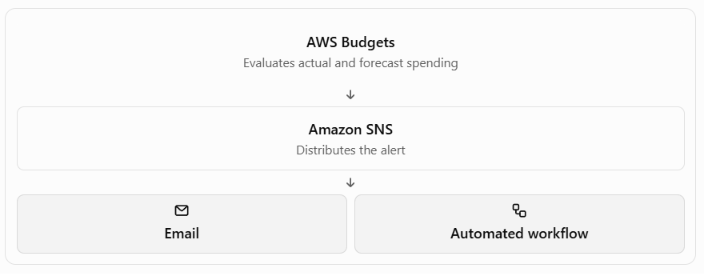 AWS Budgets
Evaluates actual and forecast spending
Amazon SNS
Distributes the alert
Email
Automated workflow